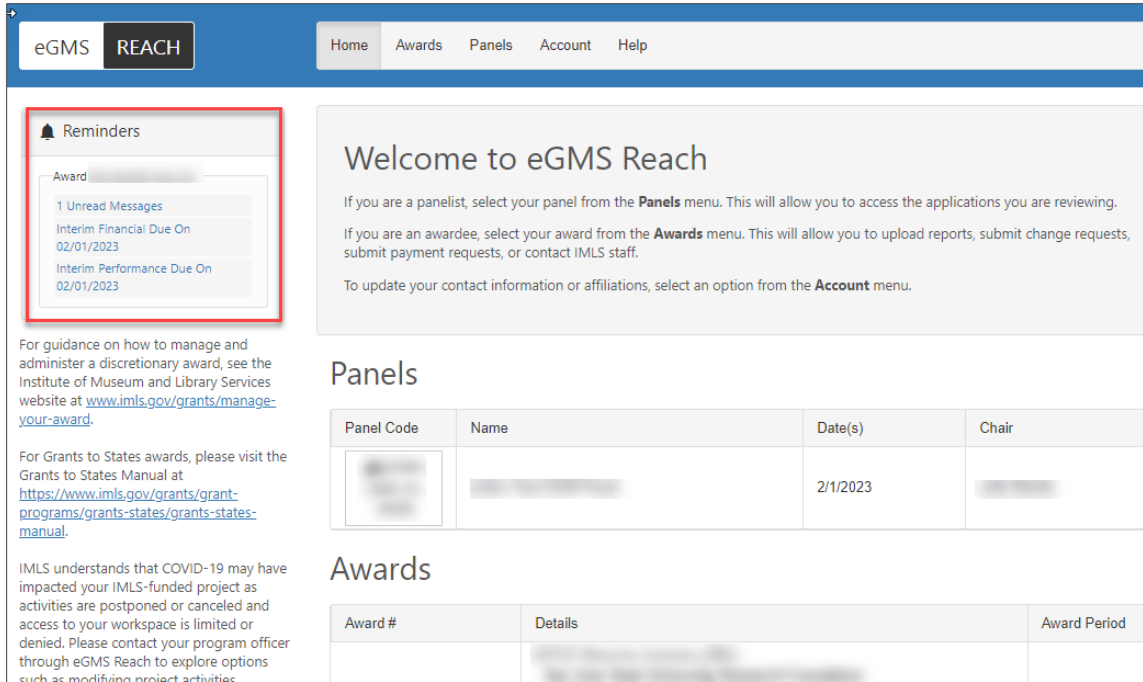 eGMS REACH
Home Awards Panels Account Help
Reminders
Award
1 Unread Messages
Interim Financial Due On
02/01/2023
Interim Performance Due On
02/01/2023
For guidance on how to manage and
administer a discretionary award, see the
Institute of Museum and Library Services
website at www.imls.gov/grants/manage-
your-award.
For Grants to States awards, please visit the
Grants to States Manual at
https://www.imls.gov/grants/grant-
programs/grants-states/grants-states-
manual.
IMLS understands that COVID-19 may have
impacted your IMLS-funded project as
activities are postponed or canceled and
access to your workspace is limited or
denied. Please contact your program officer
through eGMS Reach to explore options
such as modifying project activities
Welcome to eGMS Reach
If you are a panelist, select your panel from the Panels menu. This will allow you to access the applications you are reviewing.
If you are an awardee, select your award from the Awards menu. This will allow you to upload reports, submit change requests,
submit payment requests, or contact IMLS staff.
To update your contact information or affiliations, select an option from the Account menu.
Panels
Panel Code Name Date(s) Chair
2/1/2023
Awards
Award # Details Award Period